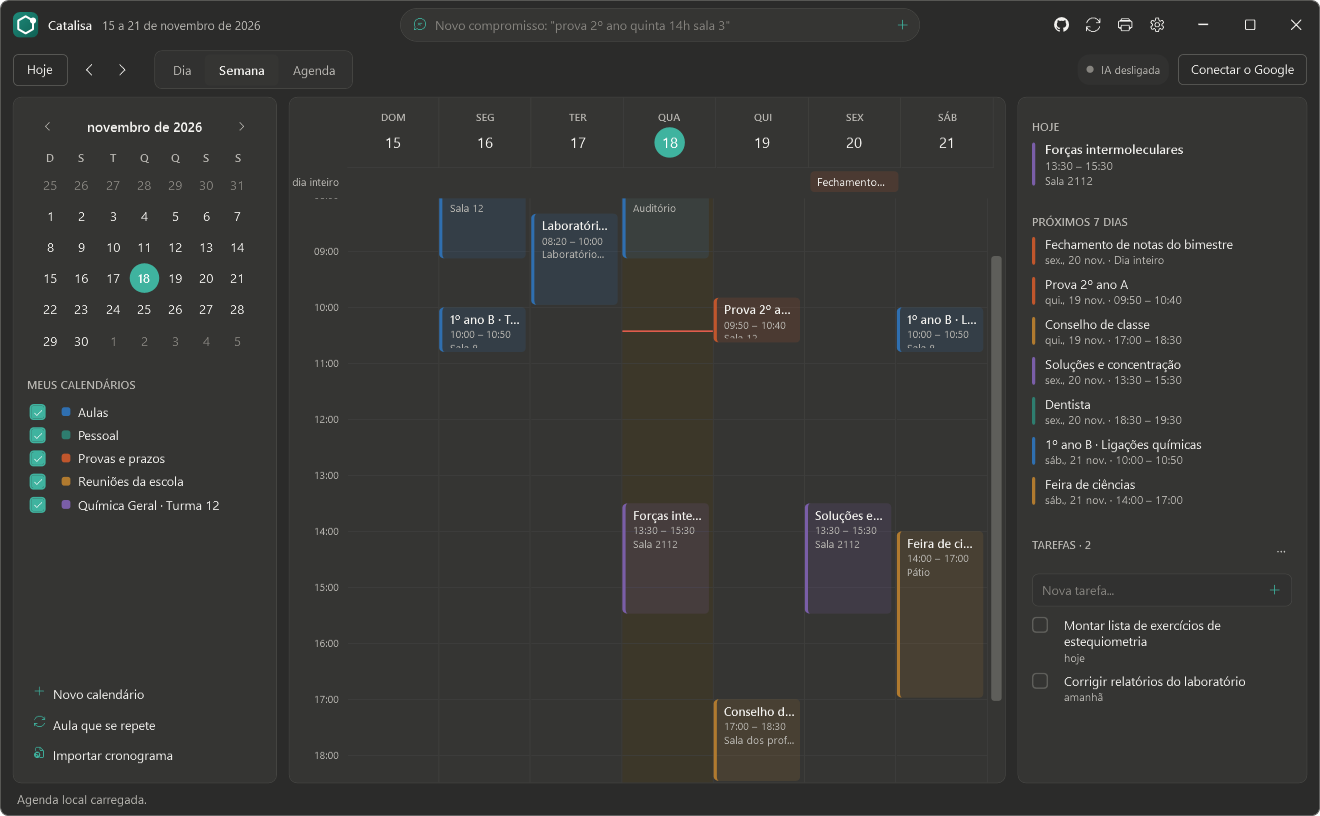 Catalisa 15 a 21 de novembro de 2026
Novo compromisso: "prova 2º ano quinta 14h sala 3"
Hoje
Dia
Semana
Agenda
IA desligada
Conectar o Google
novembro de 2026
D S T Q Q S S
25 26 27 28 29 30 31
1 2 3 4 5 6 7
8 9 10 11 12 13 14
15 16 17 18 19 20 21
22 23 24 25 26 27 28
29 30 1 2 3 4 5
MEUS CALENDÁRIOS
Aulas
Pessoal
Provas e prazos
Reuniões da escola
Química Geral · Turma 12
Novo calendário
Aula que se repete
Importar cronograma
DOM SEG TER QUA QUI SEX SÁB
15 16 17 18 19 20 21
dia inteiro
Fechamento...
Sala 12
Auditório
Laboratóri...
08:20 – 10:00
Laboratório...
09:00
10:00
1º ano B · T...
10:00 – 10:50
Sala 8
Prova 2º a...
09:50 – 10:40
Sala 12
1º ano B · L...
10:00 – 10:50
Sala 8
11:00
12:00
13:00
Forças inte...
13:30 – 15:30
Sala 2112
Soluções e...
13:30 – 15:30
Sala 2112
14:00
Feira de ci...
14:00 – 17:00
Pátio
15:00
16:00
17:00
Conselho d...
17:00 – 18:30
Sala dos prof...
18:00
HOJE
Forças intermoleculares
13:30 – 15:30
Sala 2112
PRÓXIMOS 7 DIAS
Fechamento de notas do bimestre
sex., 20 nov. · Dia inteiro
Prova 2º ano A
qui., 19 nov. · 09:50 – 10:40
Conselho de classe
qui., 19 nov. · 17:00 – 18:30
Soluções e concentração
sex., 20 nov. · 13:30 – 15:30
Dentista
sex., 20 nov. · 18:30 – 19:30
1º ano B · Ligações químicas
sáb., 21 nov. · 10:00 – 10:50
Feira de ciências
sáb., 21 nov. · 14:00 – 17:00
TAREFAS · 2
...
Nova tarefa...
Montar lista de exercícios de
estequiometria
hoje
Corrigir relatórios do laboratório
amanhã
Agenda local carregada.